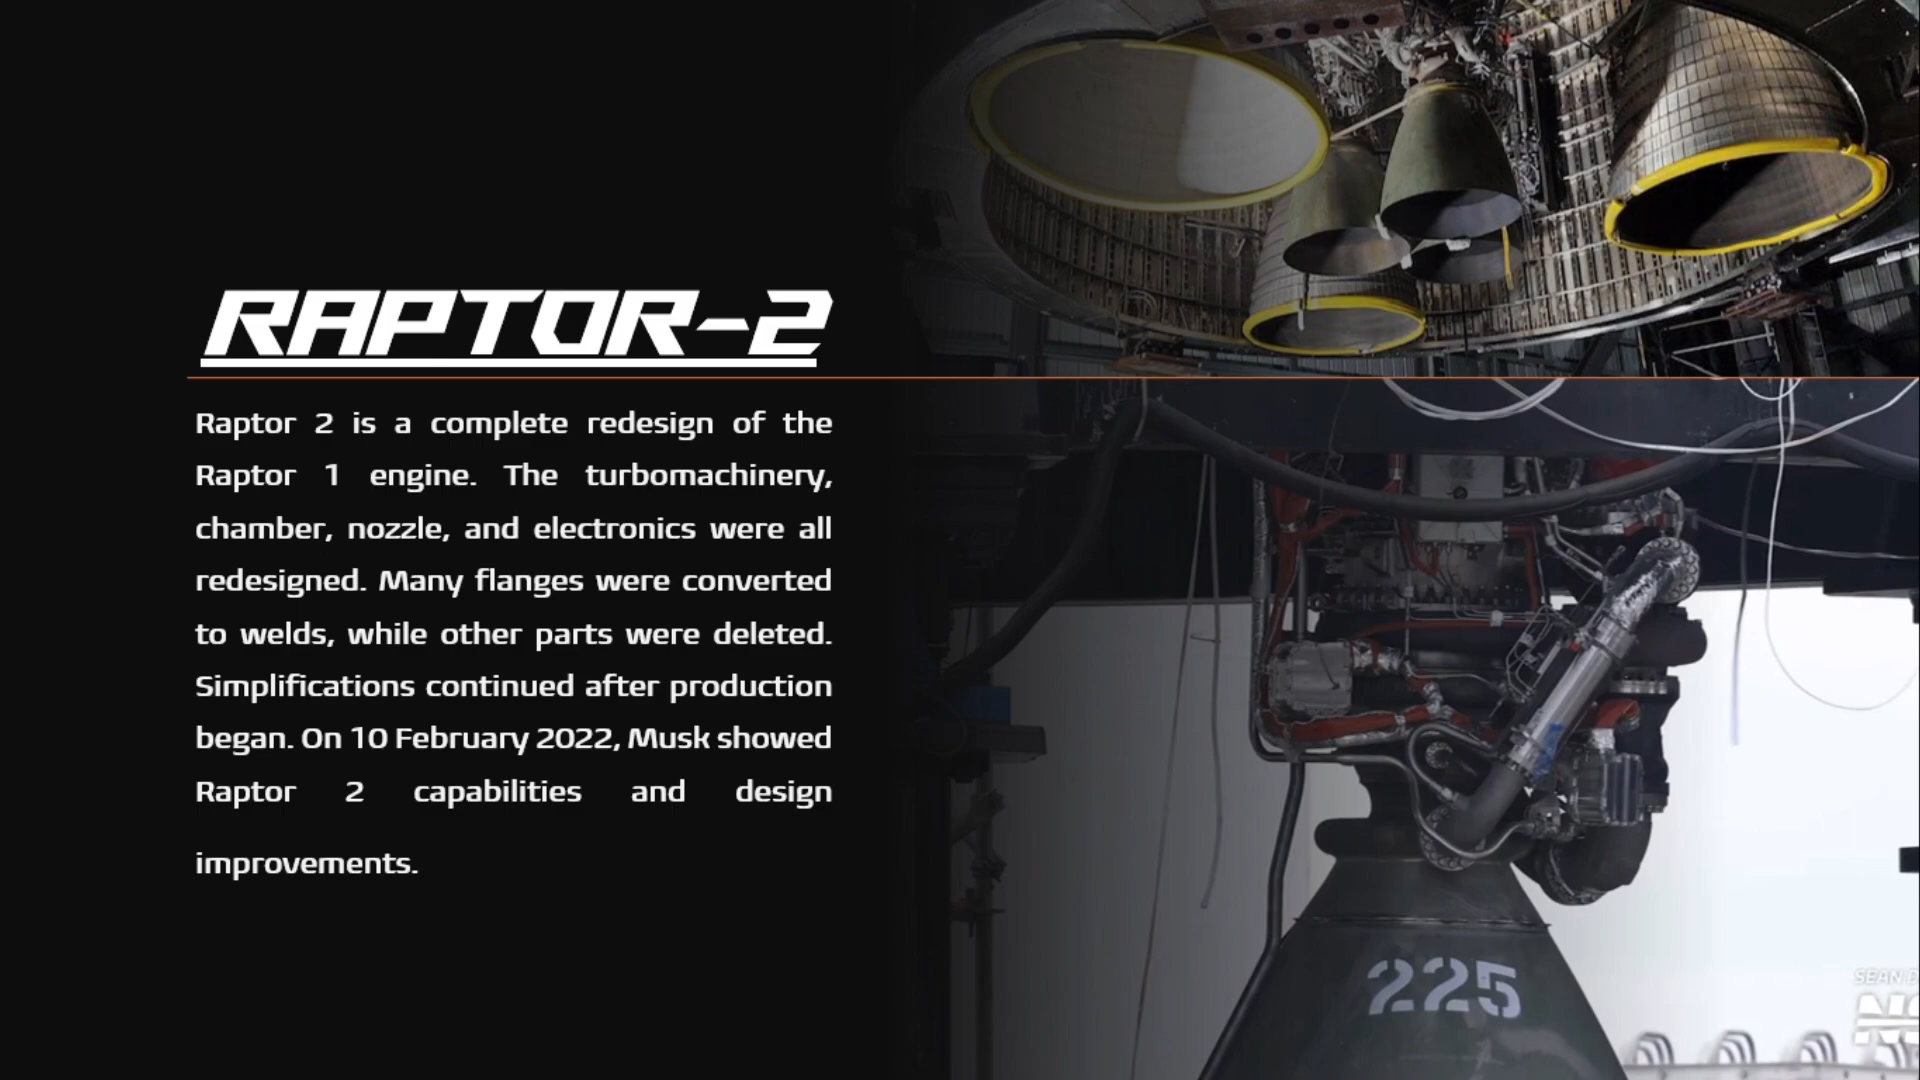 RAPTOR-2
Raptor 2 is a complete redesign of the
Raptor 1 engine. The turbomachinery,
chamber, nozzle, and electronics were all
redesigned. Many flanges were converted
to welds, while other parts were deleted.
Simplifications continued after production
began. On 10 February 2022, Musk showed
Raptor 2 capabilities and design
improvements.
225
SEAN